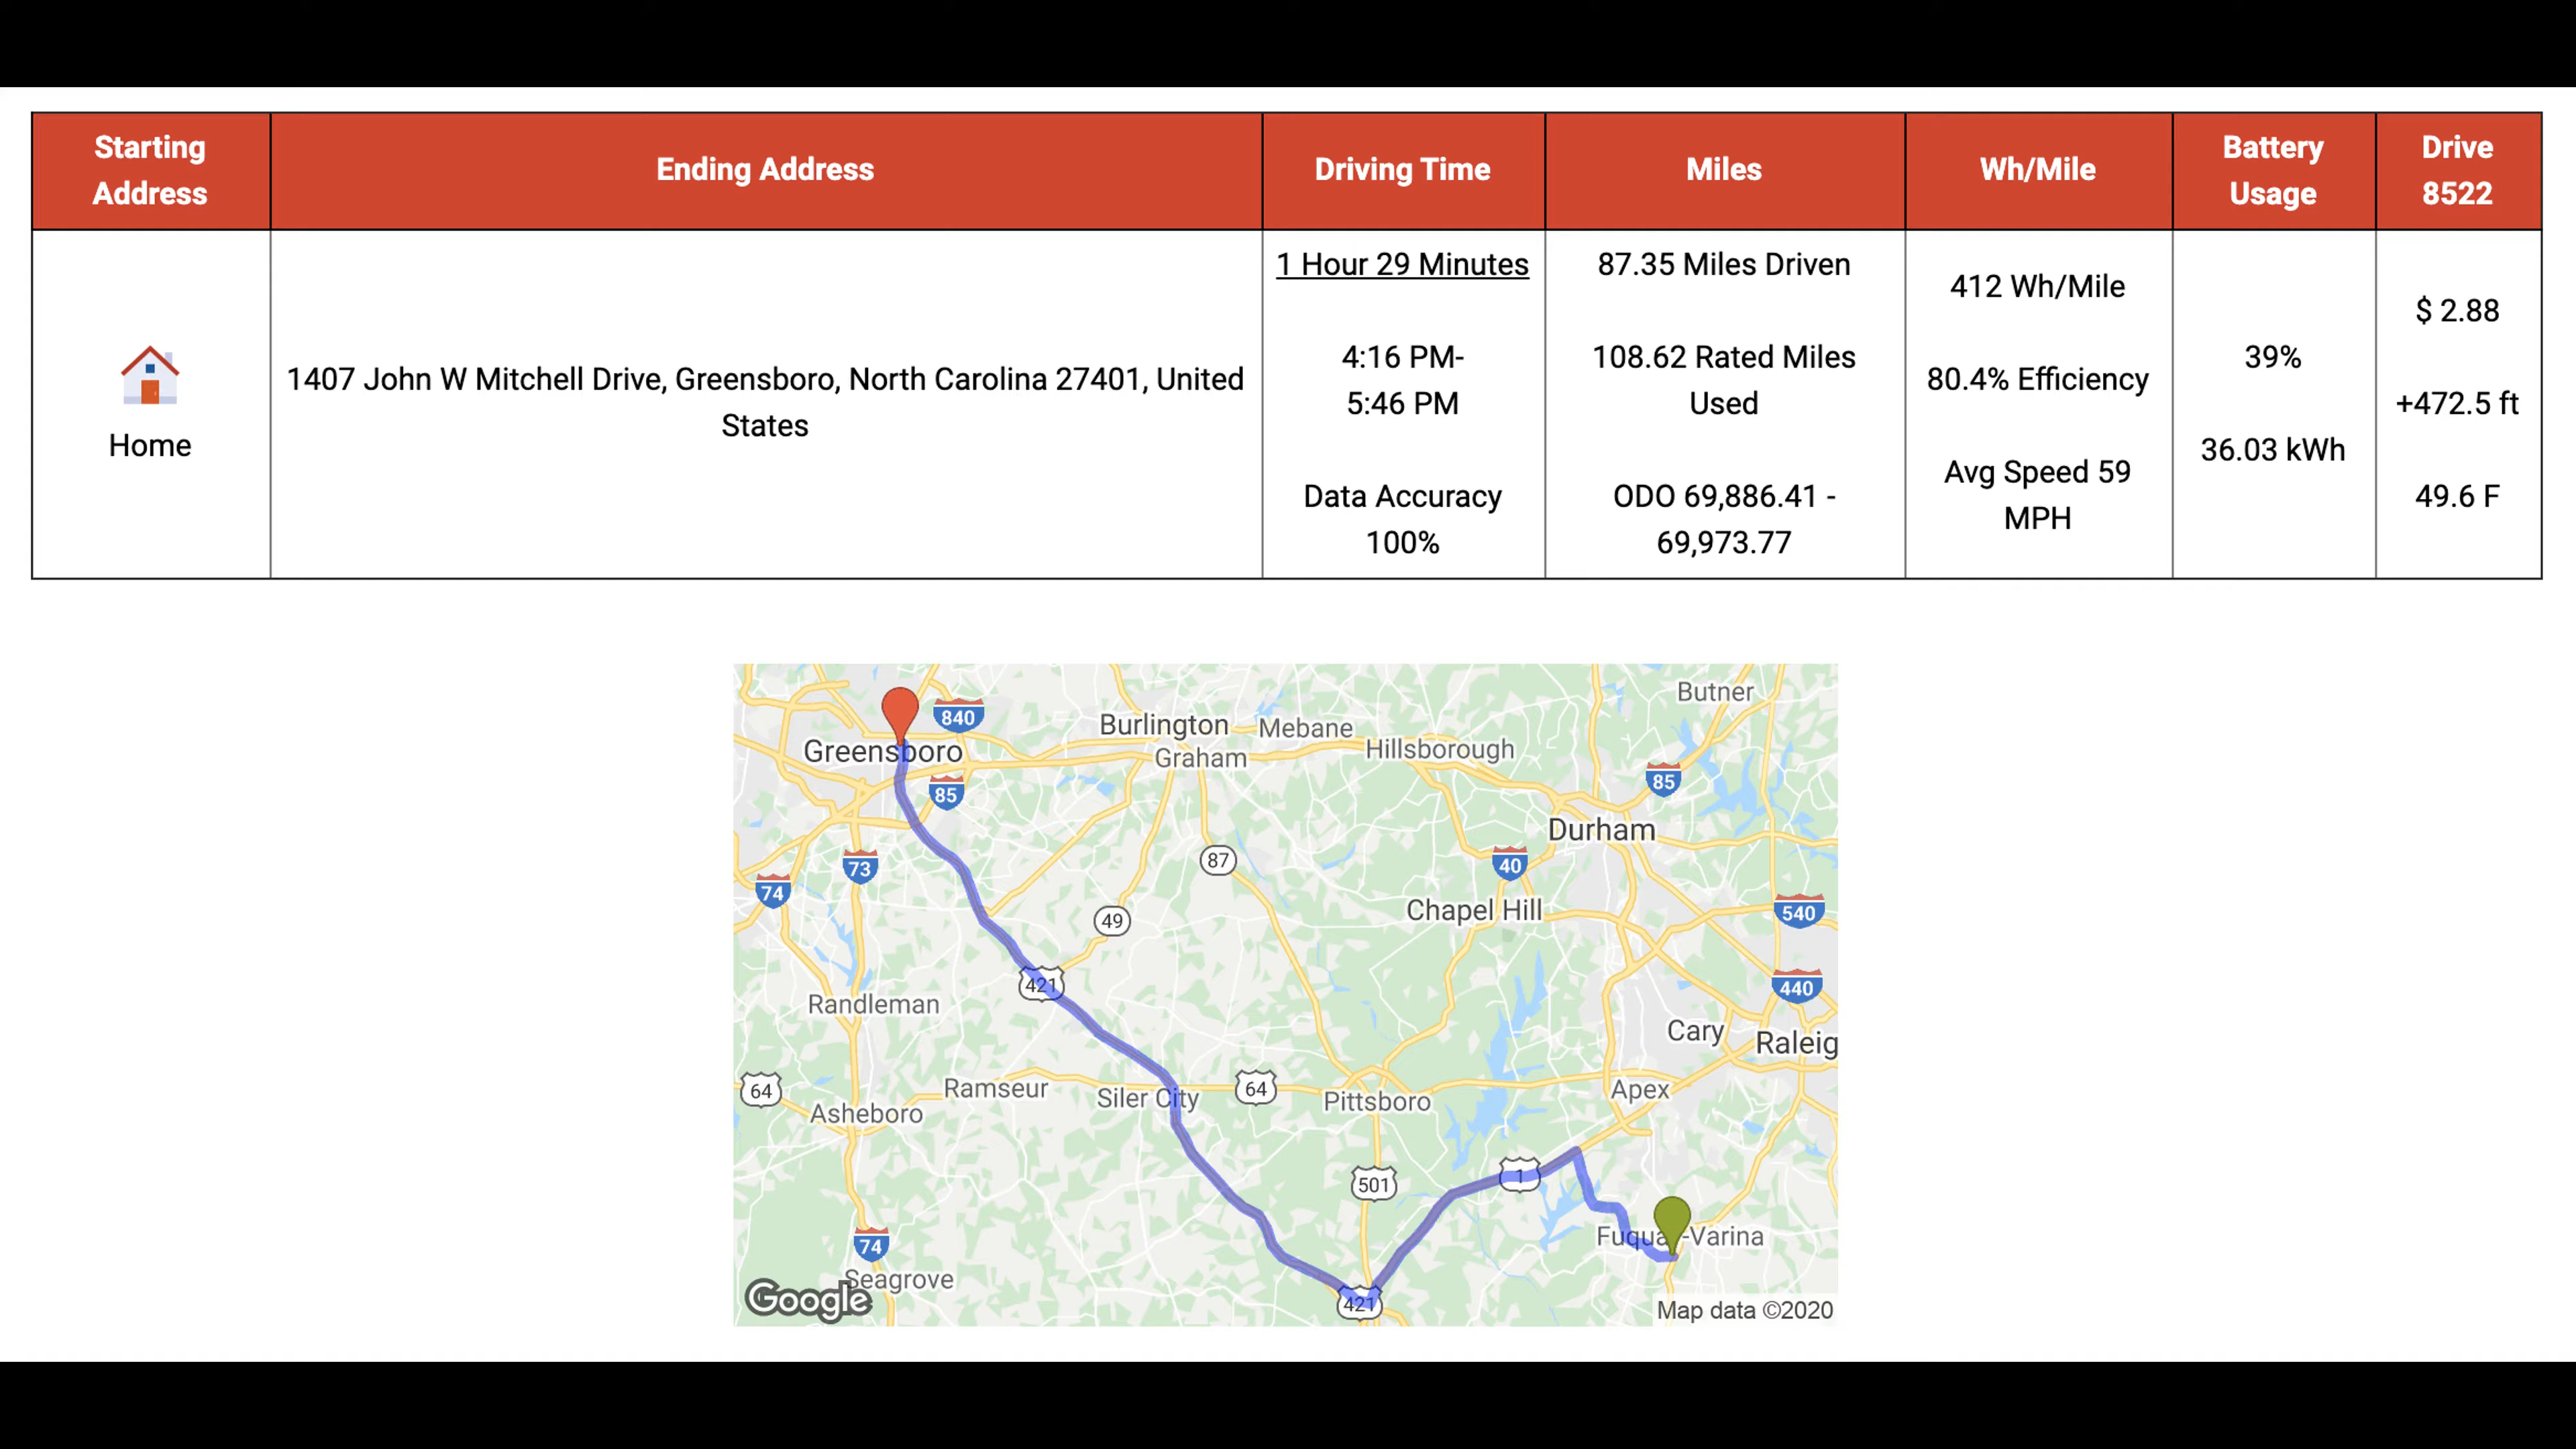 Starting
Address
Ending Address
Driving Time
Miles
Wh/Mile
Battery
Usage
Drive
8522
Home
1407 John W Mitchell Drive, Greensboro, North Carolina 27401, United
States
1 Hour 29 Minutes
4:16 PM-
5:46 PM
Data Accuracy
100%
87.35 Miles Driven
108.62 Rated Miles
Used
ODO 69,886.41 -
69,973.77
412 Wh/Mile
80.4% Efficiency
Avg Speed 59
MPH
39%
36.03 kWh
$ 2.88
+472.5 ft
49.6 F
Butner
840
Burlington
Mebane
Greensboro
Graham
Hillsborough
85
85
Durham
87
40
73
74
Chapel Hill
540
49
421
440
Randleman
Cary
Raleig
64
Ramseur
Siler City
64
Pittsboro
Apex
Asheboro
501
1
Fuquay-Varina
74
Seagrove
Google
421
Map data ©2020